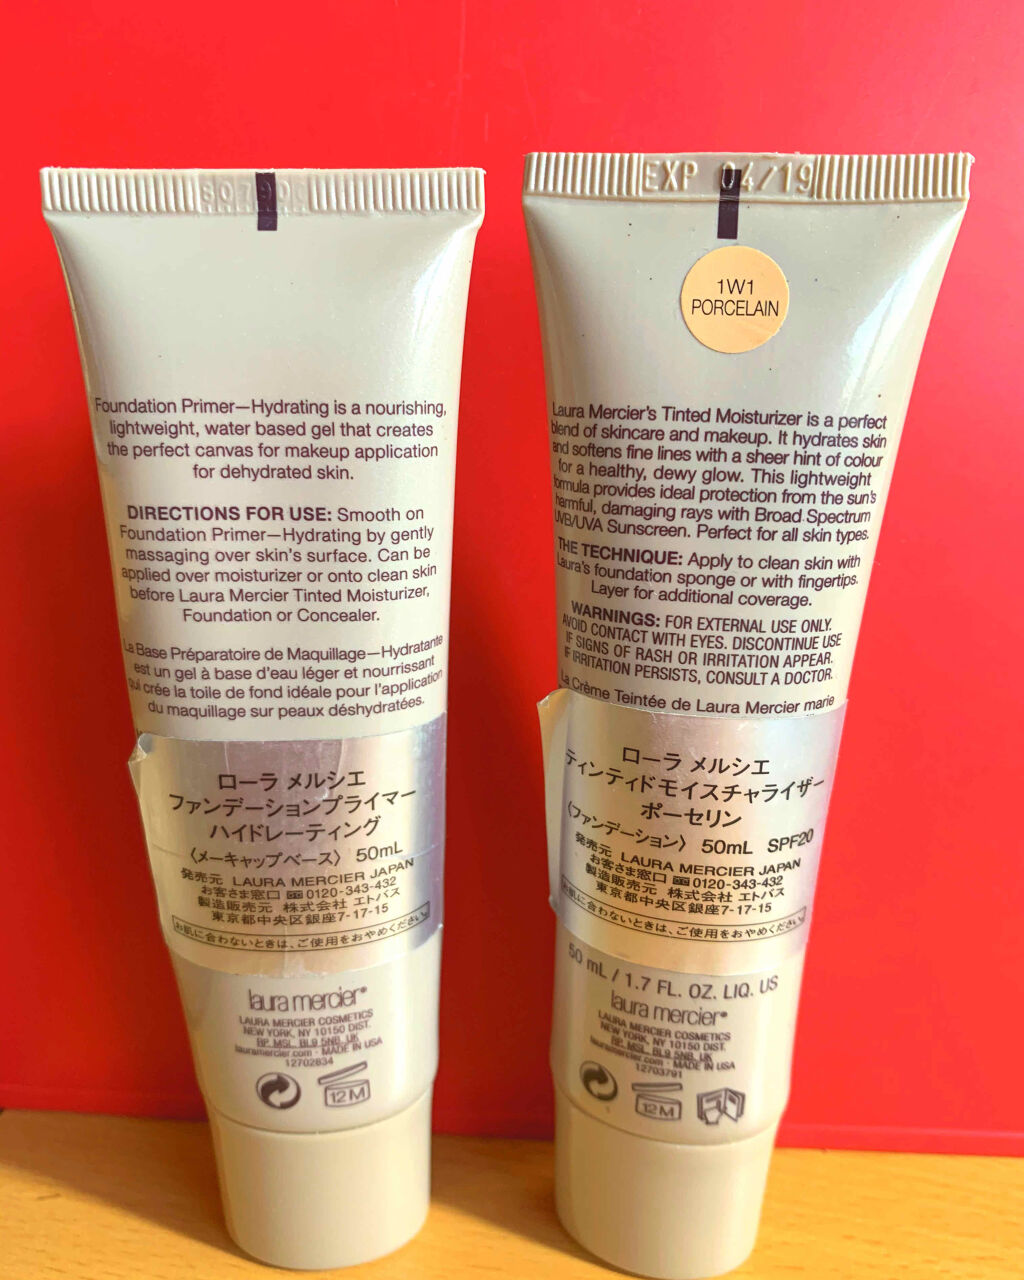 Foundation Primer—Hydrating is a nourishing,
lightweight, water based gel that creates
the perfect canvas for makeup application
for dehydrated skin.
DIRECTIONS FOR USE: Smooth on
Foundation Primer—Hydrating by gently
massaging over skin's surface. Can be
applied over moisturizer or onto clean skin
before Laura Mercier Tinted Moisturizer,
Foundation or Concealer.
La Base Préparatoire de Maquillage—Hydratante
est un gel à base d'eau léger et nourrissant
qui crée la toile de fond idéale pour l'application
du maquillage sur peaux déshydratées.
ローラ メルシエ
ファンデーションプライマー
ハイドレーティング
〈メーキャップベース〉 50mL
発売元 LAURA MERCIER JAPAN
お客さま窓口 0120-343-432
製造販売元 株式会社 エトバス
東京都中央区銀座7-17-15
お肌に合わないときは、ご使用をおやめください。
laura mercier
LAURA MERCIER COSMETICS
NEW YORK, NY 10150 DIST.
RP. MSL. BL9 5NB. UK
lauramercier.com · MADE IN USA
12702834
12M
EXP 04/19
1W1
PORCELAIN
Laura Mercier's Tinted Moisturizer is a perfect
blend of skincare and makeup. It hydrates skin
and softens fine lines with a sheer hint of colour
for a healthy, dewy glow. This lightweight
formula provides ideal protection from the sun's
harmful, damaging rays with Broad Spectrum
UVB/UVA Sunscreen. Perfect for all skin types.
THE TECHNIQUE: Apply to clean skin with
Laura's foundation sponge or with fingertips.
Layer for additional coverage.
WARNINGS: FOR EXTERNAL USE ONLY.
AVOID CONTACT WITH EYES. DISCONTINUE USE
IF SIGNS OF RASH OR IRRITATION APPEAR.
IF IRRITATION PERSISTS, CONSULT A DOCTOR.
La Crème Teintée de Laura Mercier marie
ローラ メルシエ
ティンティドモイスチャライザー
ポーセリン
〈ファンデーション〉 50mL SPF20
発売元 LAURA MERCIER JAPAN
お客さま窓口 0120-343-432
製造販売元 株式会社 エトバス
東京都中央区銀座7-17-15
お肌に合わないときは、ご使用をおやめください。
50 mL / 1.7 FL. OZ. LIQ. US
laura mercier
LAURA MERCIER COSMETICS
NEW YORK, NY 10150 DIST.
RP. MSL. BL9 5NB. UK
lauramercier.com · MADE IN USA
12703791
12M